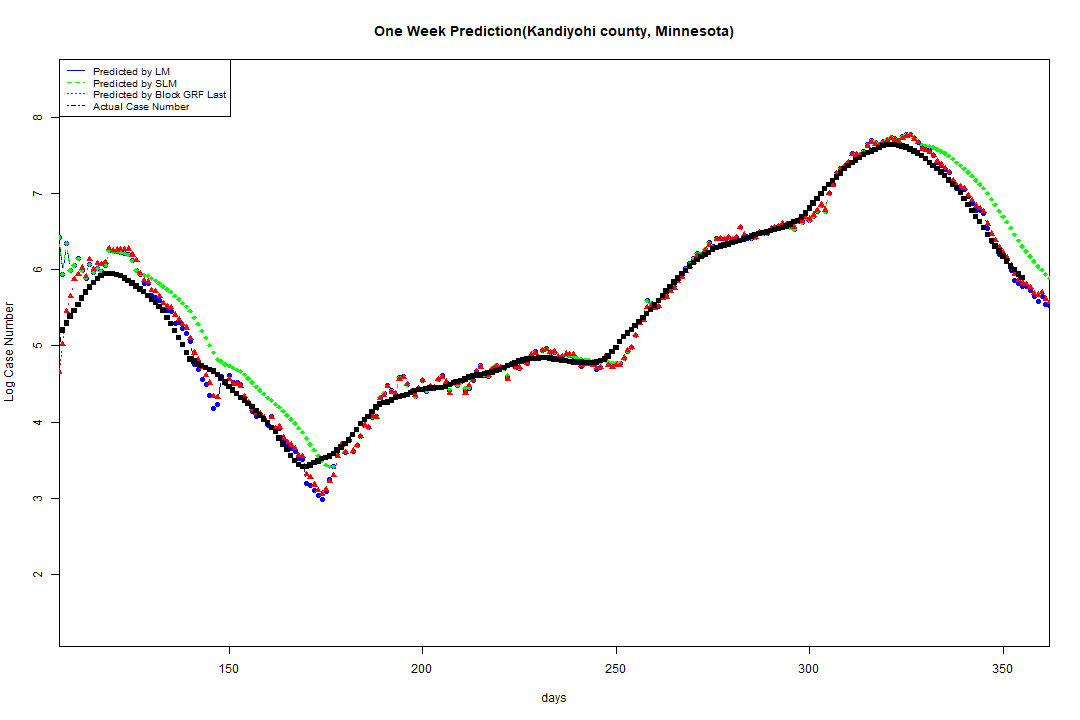 One Week Prediction(Kandiyohi county, Minnesota)
Predicted by LM
Predicted by SLM
Predicted by Block GRF Last
Actual Case Number
8
7
6
5
4
3
2
Log Case Number
150 200 250 300 350
days